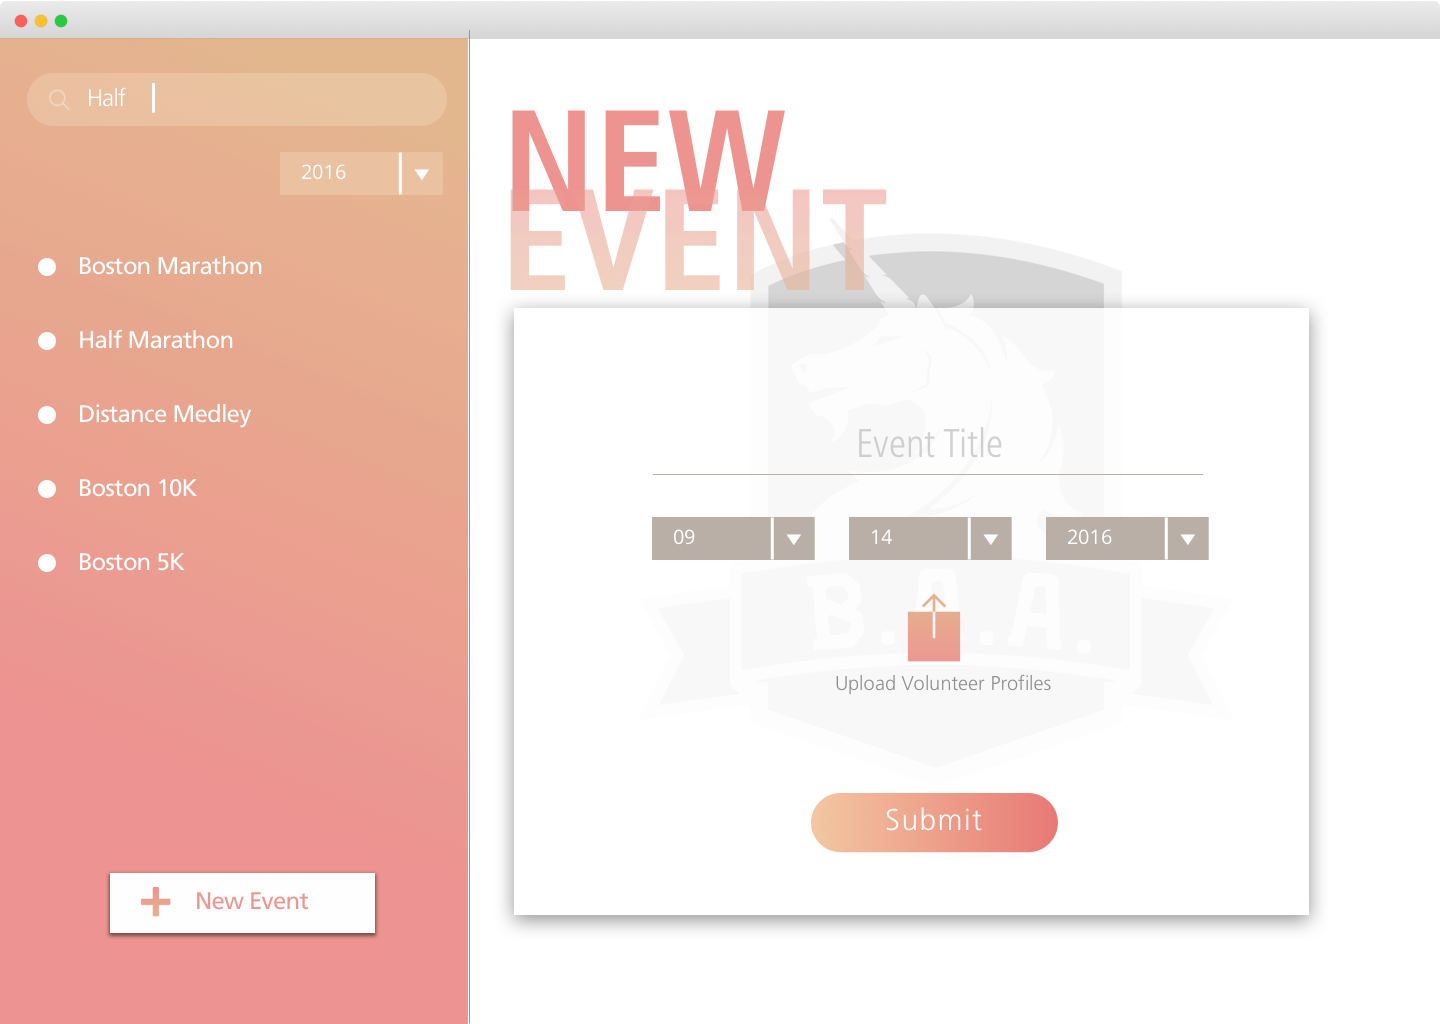 Half
2016
Boston Marathon
Half Marathon
Distance Medley
Boston 10K
Boston 5K
New Event
NEW
EVENT
Event Title
09
14
2016
B.A.A.
Upload Volunteer Profiles
Submit